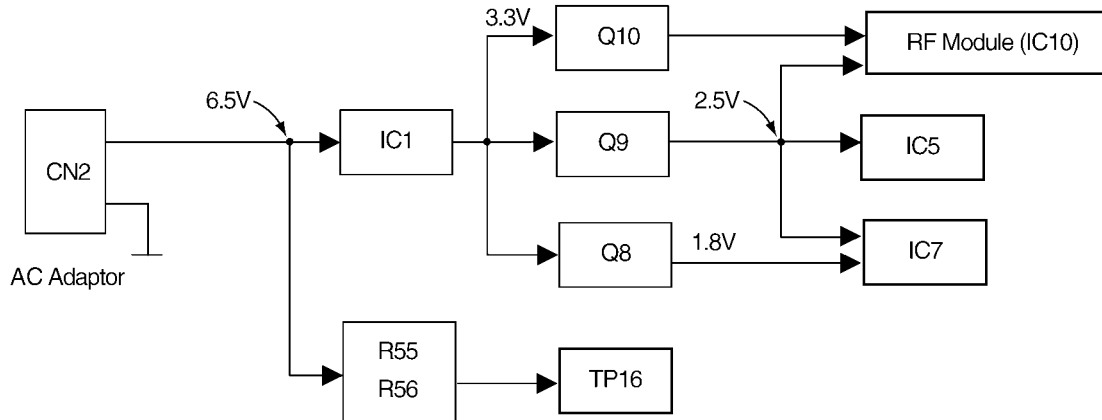 3.3V
Q10
RF Module (IC10)
6.5V
2.5V
CN2
IC1
Q9
IC5
Q8
1.8V
IC7
AC Adaptor
R55
R56
TP16